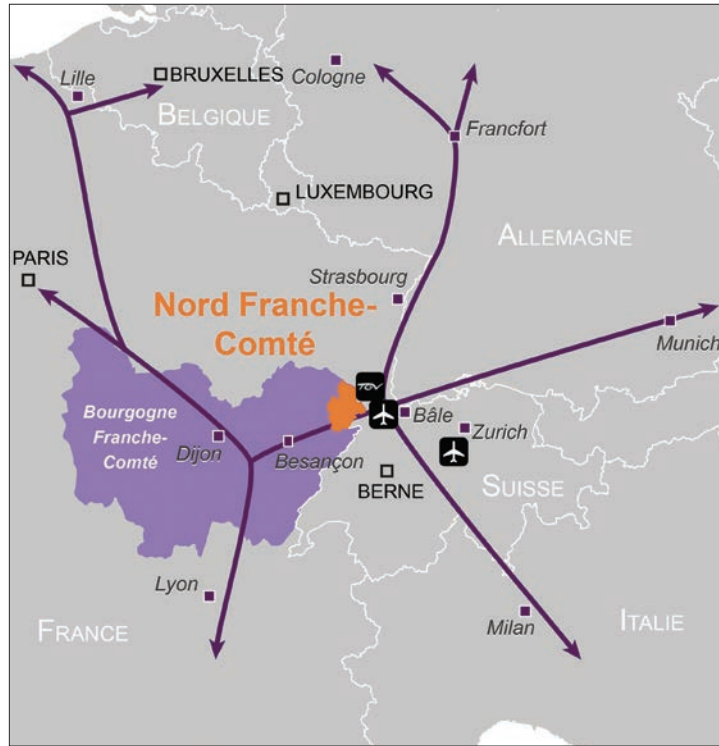 Lille
BRUXELLES
Cologne
BELGIQUE
Francfort
LUXEMBOURG
ALLEMAGNE
PARIS
Strasbourg
Nord Franche-
Comté
Munich
TGV
Bourgogne
Franche-
Comté
Dijon
Besançon
Bâle
Zurich
BERNE
SUISSE
Lyon
FRANCE
Milan
ITALIE